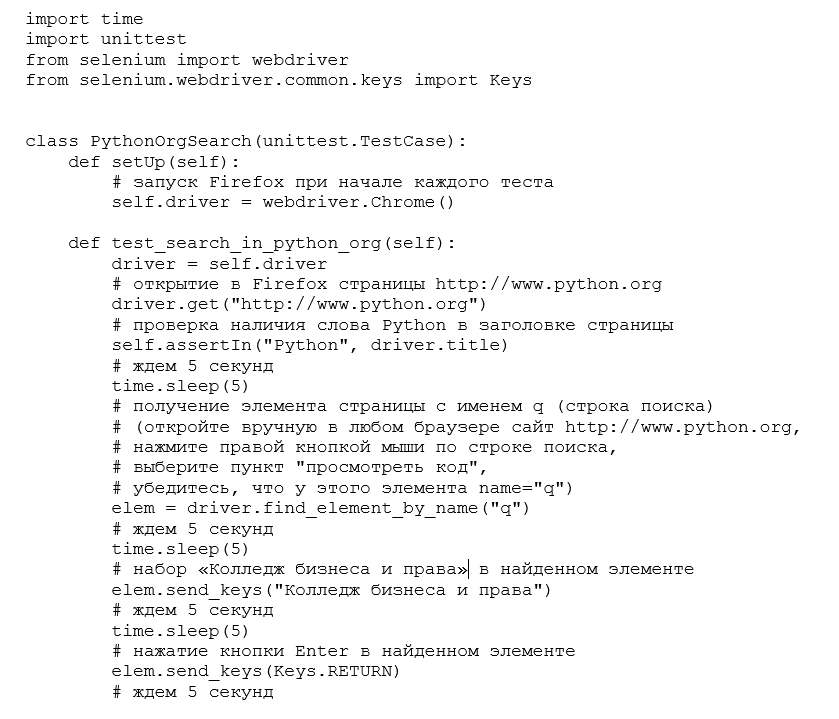 import time
import unittest
from selenium import webdriver
from selenium.webdriver.common.keys import Keys
class PythonOrgSearch(unittest.TestCase):
    def setUp(self):
        # запуск Firefox при начале каждого теста
        self.driver = webdriver.Chrome()
    def test_search_in_python_org(self):
        driver = self.driver
        # открытие в Firefox страницы http://www.python.org
        driver.get("http://www.python.org")
        # проверка наличия слова Python в заголовке страницы
        self.assertIn("Python", driver.title)
        # ждем 5 секунд
        time.sleep(5)
        # получение элемента страницы с именем q (строка поиска)
        # (откройте вручную в любом браузере сайт http://www.python.org,
        # нажмите правой кнопкой мыши по строке поиска,
        # выберите пункт "просмотреть код",
        # убедитесь, что у этого элемента name="q")
        elem = driver.find_element_by_name("q")
        # ждем 5 секунд
        time.sleep(5)
        # набор «Колледж бизнеса и права» в найденном элементе
        elem.send_keys("Колледж бизнеса и права")
        # ждем 5 секунд
        time.sleep(5)
        # нажатие кнопки Enter в найденном элементе
        elem.send_keys(Keys.RETURN)
        # ждем 5 секунд